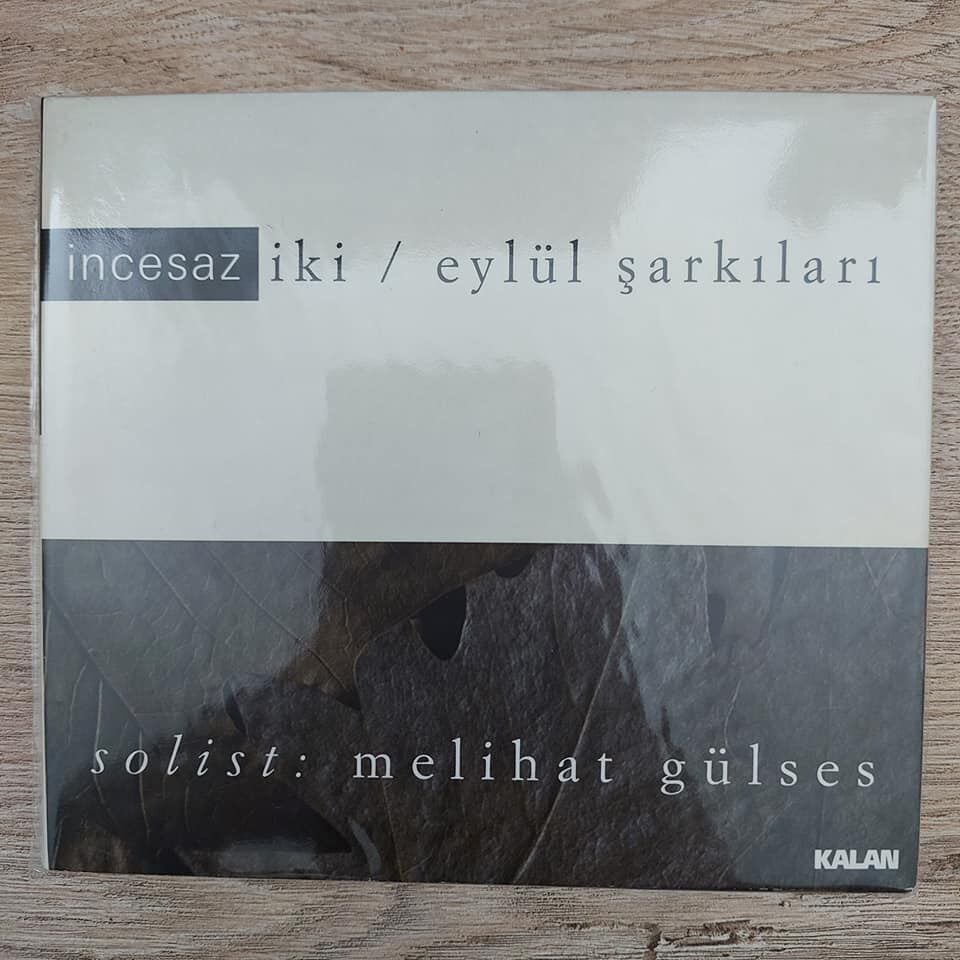 incesaz iki / eylül şarkıları
solist: melihat gülses
KALAN